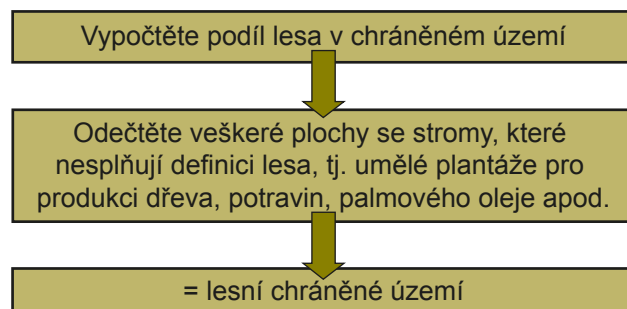 Vypočtěte podíl lesa v chráněném území
Odečtěte veškeré plochy se stromy, které
nesplňují definici lesa, tj. umělé plantáže pro
produkci dřeva, potravin, palmového oleje apod.
= lesní chráněné území